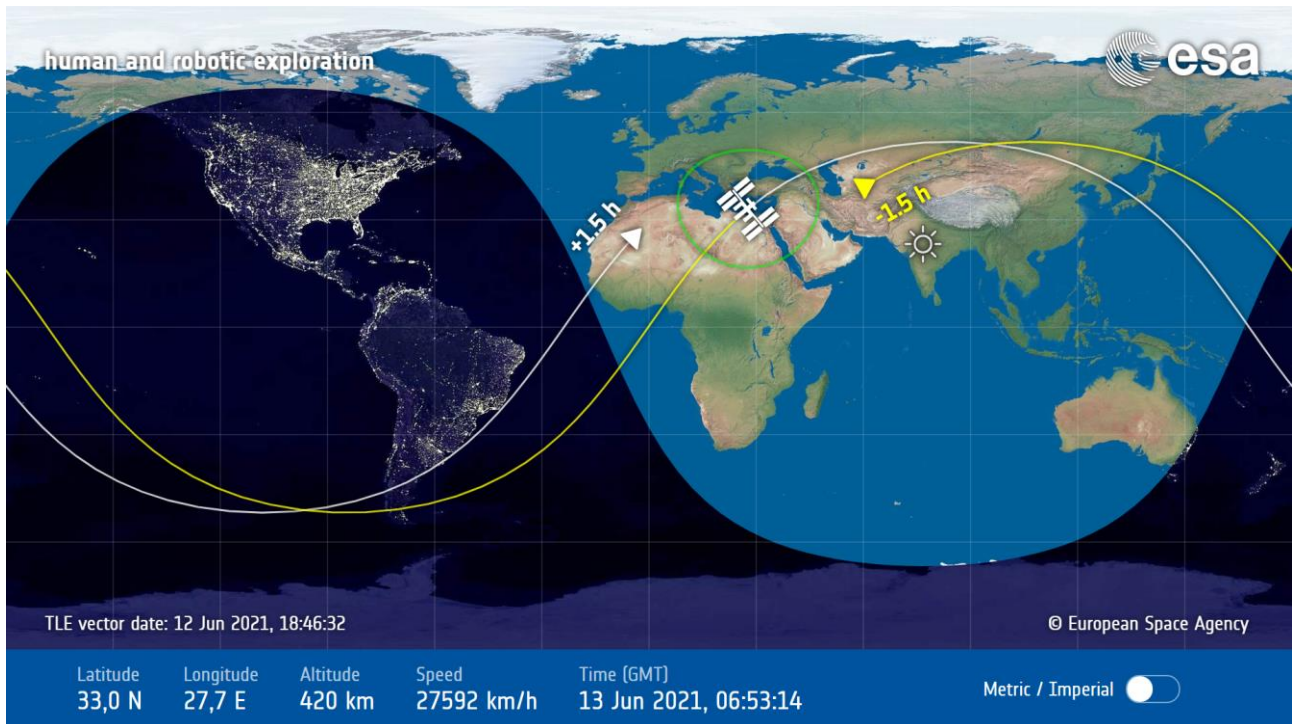 human and robotic exploration
esa
+1.5 h
-1.5 h
TLE vector date: 12 Jun 2021, 18:46:32
© European Space Agency
Latitude Longitude Altitude Speed Time (GMT)
33,0 N 27,7 E 420 km 27592 km/h 13 Jun 2021, 06:53:14
Metric / Imperial